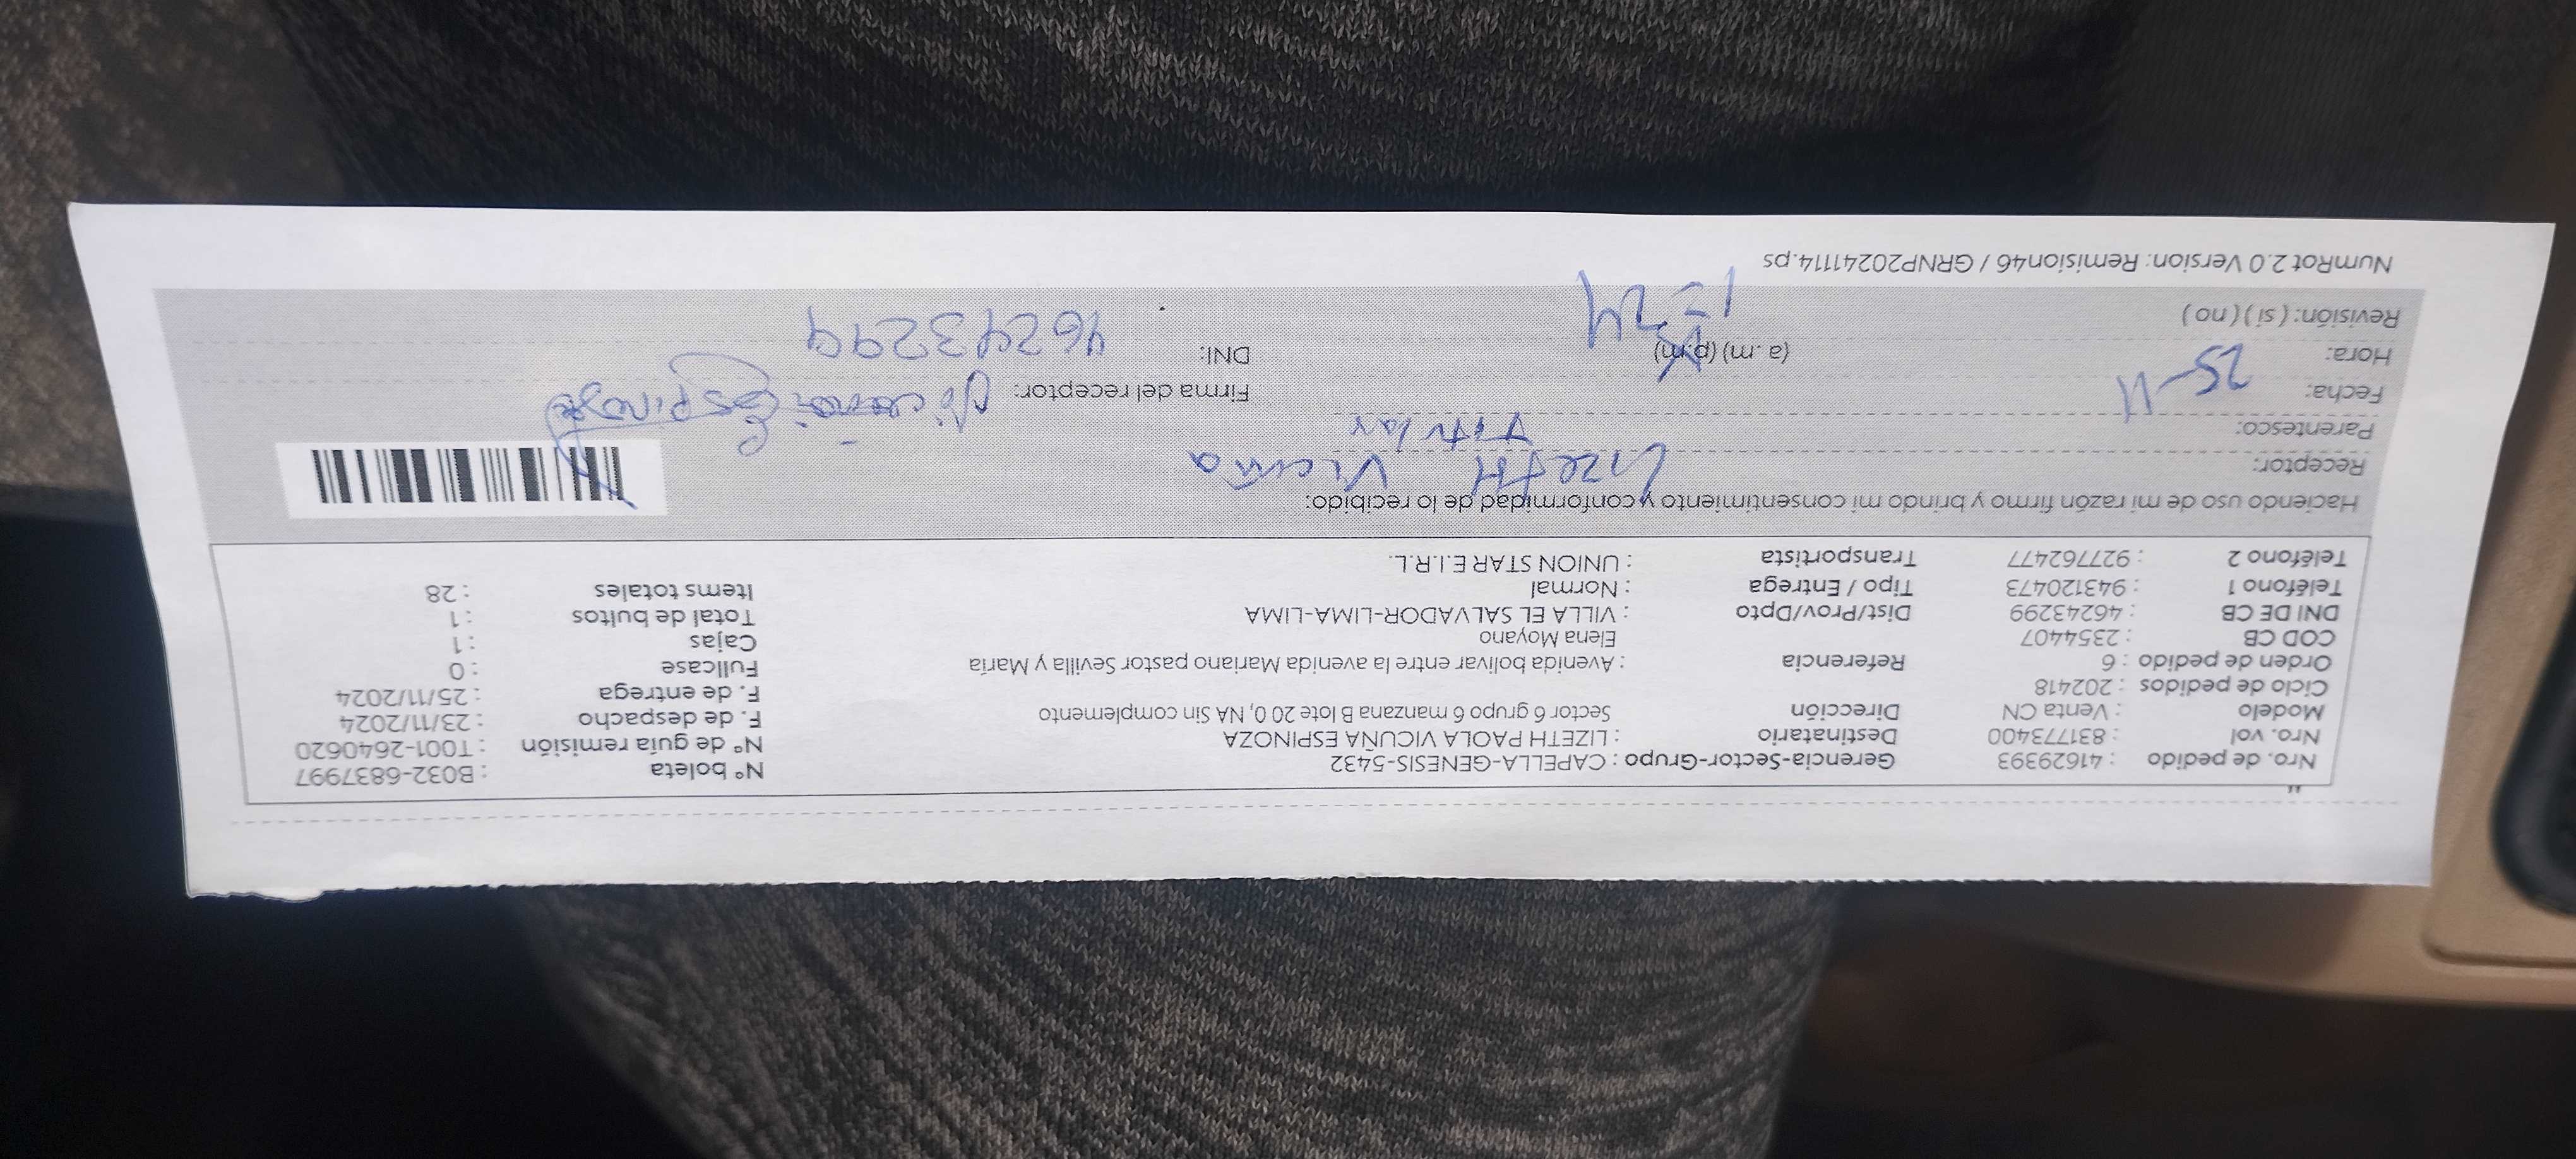 Nro. de pedido : 41629393 Gerencia-Sector-Grupo : CAPELLA-GENESIS-5432 N° boleta : B032-6837997
Nro. vol : 831773400 Destinatario : LIZETH PAOLA VICUÑA ESPINOZA N° de guía remisión : T001-2640620
Modelo : Venta CN Dirección Sector 6 grupo 6 manzana B lote 20 0, NA Sin complemento F. de despacho : 23/11/2024
Ciclo de pedidos : 202418 F. de entrega : 25/11/2024
Orden de pedido : 6 Referencia : Avenida bolivar entre la avenida Mariano pastor Sevilla y María Fullcase : 0
COD CB : 2354407 Elena Moyano Cajas : 1
DNI DE CB : 46243299 Dist/Prov/Dpto : VILLA EL SALVADOR-LIMA-LIMA Total de bultos : 1
Teléfono 1 : 943120473 Tipo / Entrega : Normal Items totales : 28
Teléfono 2 : 927762477 Transportista : UNION STAR E.I.R.L.
Haciendo uso de mi razón firmo y brindo mi consentimiento y conformidad de lo recibido:
Receptor: Lizeth Vicuña
Parentesco: Titular
Fecha: 25-11 Firma del receptor: Espinoza
Hora: (a.m) (p.m) DNI: 46243299
Revisión: ( si ) ( no )
NumRot 2.0 Version: Remision46 / GRNP20241114.ps